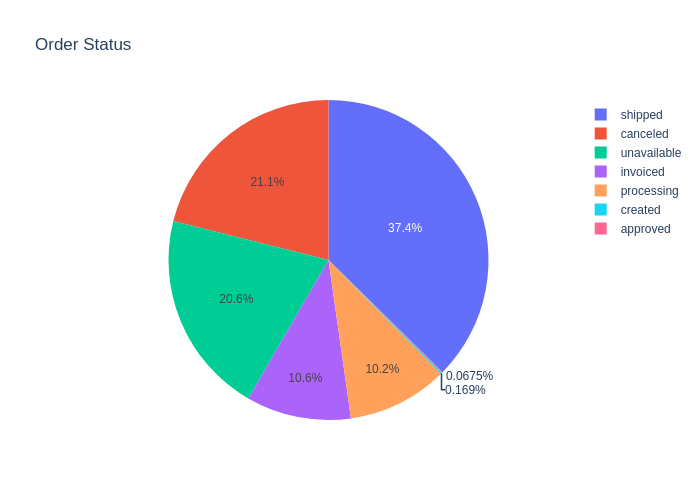 Order Status
shipped
canceled
unavailable
invoiced
processing
created
approved
21.1%
37.4%
20.6%
10.6%
10.2%
0.0675%
0.169%